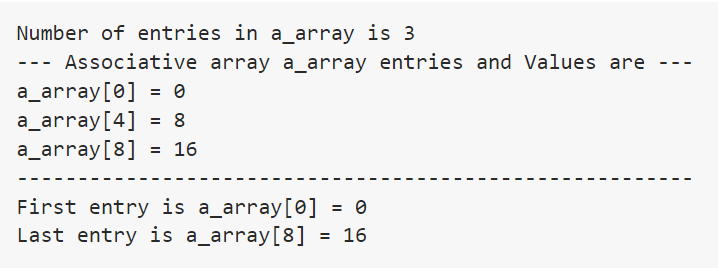 Number of entries in a_array is 3
--- Associative array a_array entries and Values are ---
a_array[0] = 0
a_array[4] = 8
a_array[8] = 16
--------------------------------------------------------
First entry is a_array[0] = 0
Last entry is a_array[8] = 16